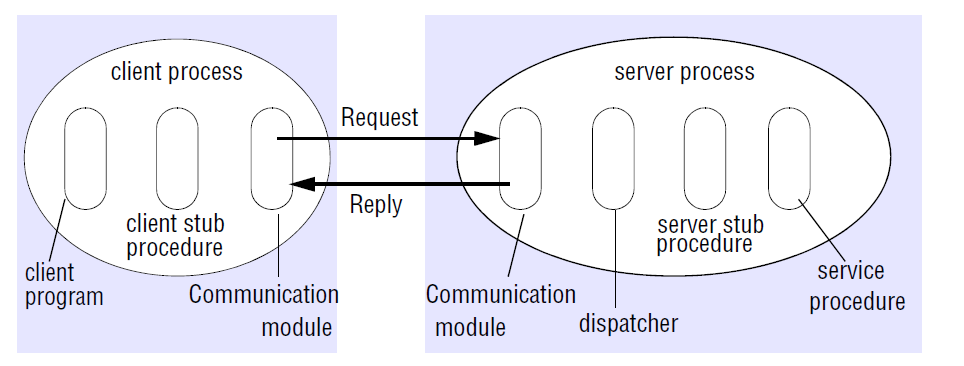 client process
server process
Request
Reply
client stub
procedure
server stub
procedure
client
program
Communication
module
Communication
module
dispatcher
service
procedure